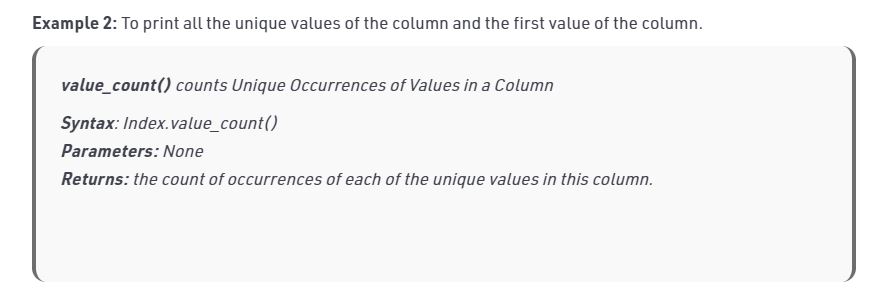 Example 2: To print all the unique values of the column and the first value of the column.
value_count() counts Unique Occurrences of Values in a Column
Syntax: Index.value_count()
Parameters: None
Returns: the count of occurrences of each of the unique values in this column.